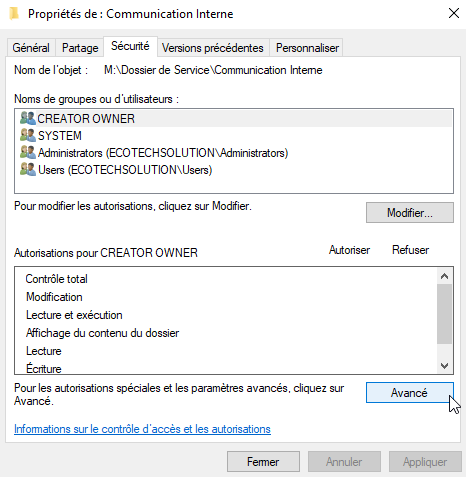 Propriétés de : Communication Interne
Général Partage Sécurité Versions précédentes Personnaliser
Nom de l'objet : M:\Dossier de Service\Communication Interne
Noms de groupes ou d'utilisateurs :
CREATOR OWNER
SYSTEM
Administrators (ECOTECHSOLUTION\Administrators)
Users (ECOTECHSOLUTION\Users)
Pour modifier les autorisations, cliquez sur Modifier.
Modifier...
Autorisations pour CREATOR OWNER Autoriser Refuser
Contrôle total
Modification
Lecture et exécution
Affichage du contenu du dossier
Lecture
Écriture
Pour les autorisations spéciales et les paramètres avancés, cliquez sur
Avancé.
Avancé
Informations sur le contrôle d'accès et les autorisations
Fermer Annuler Appliquer